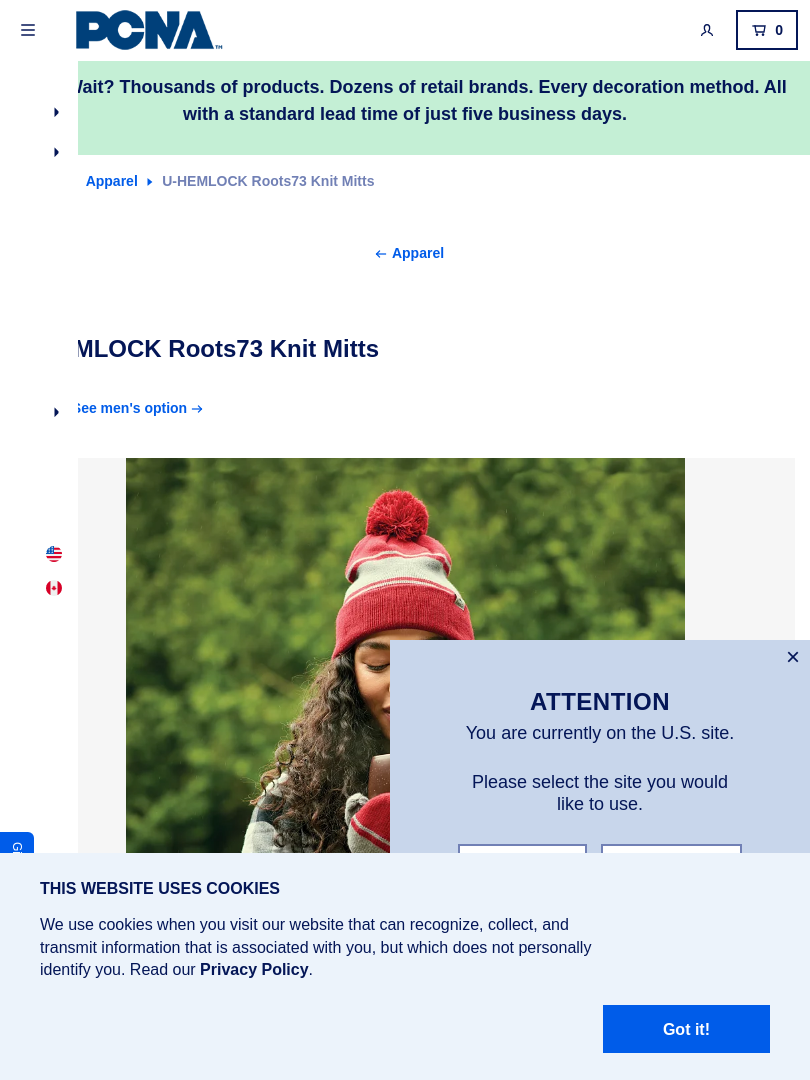 PCNA™
0
Wait? Thousands of products. Dozens of retail brands. Every decoration method. All
with a standard lead time of just five business days.
Apparel U-HEMLOCK Roots73 Knit Mitts
Apparel
MLOCK Roots73 Knit Mitts
See men's option
ATTENTION
You are currently on the U.S. site.
Please select the site you would
like to use.
THIS WEBSITE USES COOKIES
We use cookies when you visit our website that can recognize, collect, and
transmit information that is associated with you, but which does not personally
identify you. Read our Privacy Policy.
Got it!